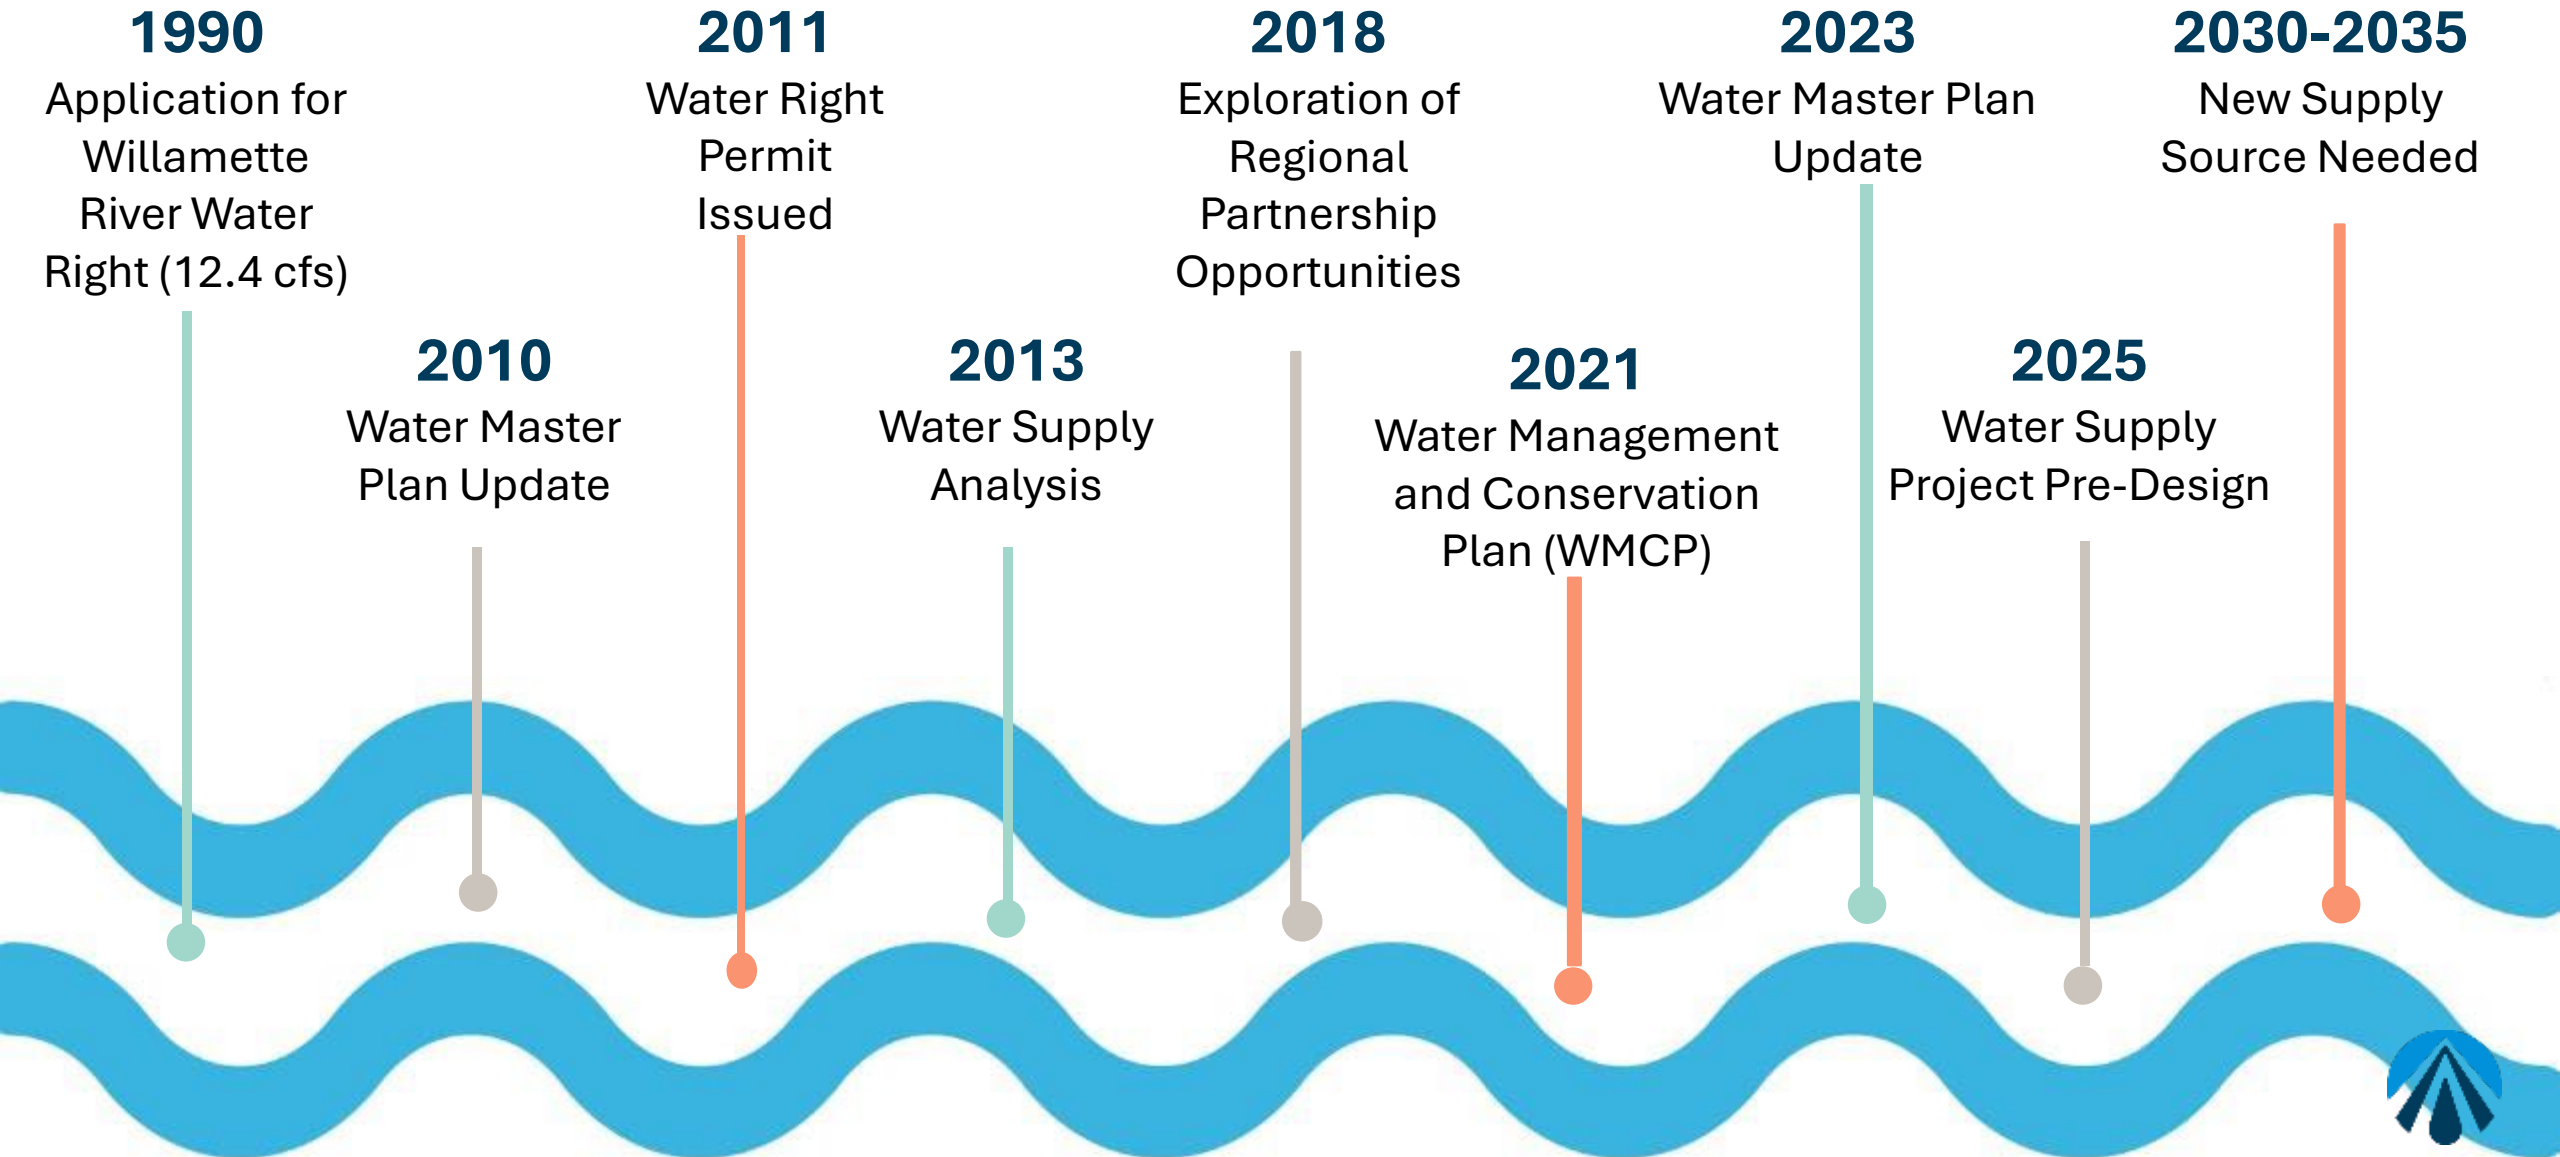 1990
Application for
Willamette
River Water
Right (12.4 cfs)
2010
Water Master
Plan Update
2011
Water Right
Permit
Issued
2013
Water Supply
Analysis
2018
Exploration of
Regional
Partnership
Opportunities
2021
Water Management
and Conservation
Plan (WMCP)
2023
Water Master Plan
Update
2025
Water Supply
Project Pre-Design
2030-2035
New Supply
Source Needed